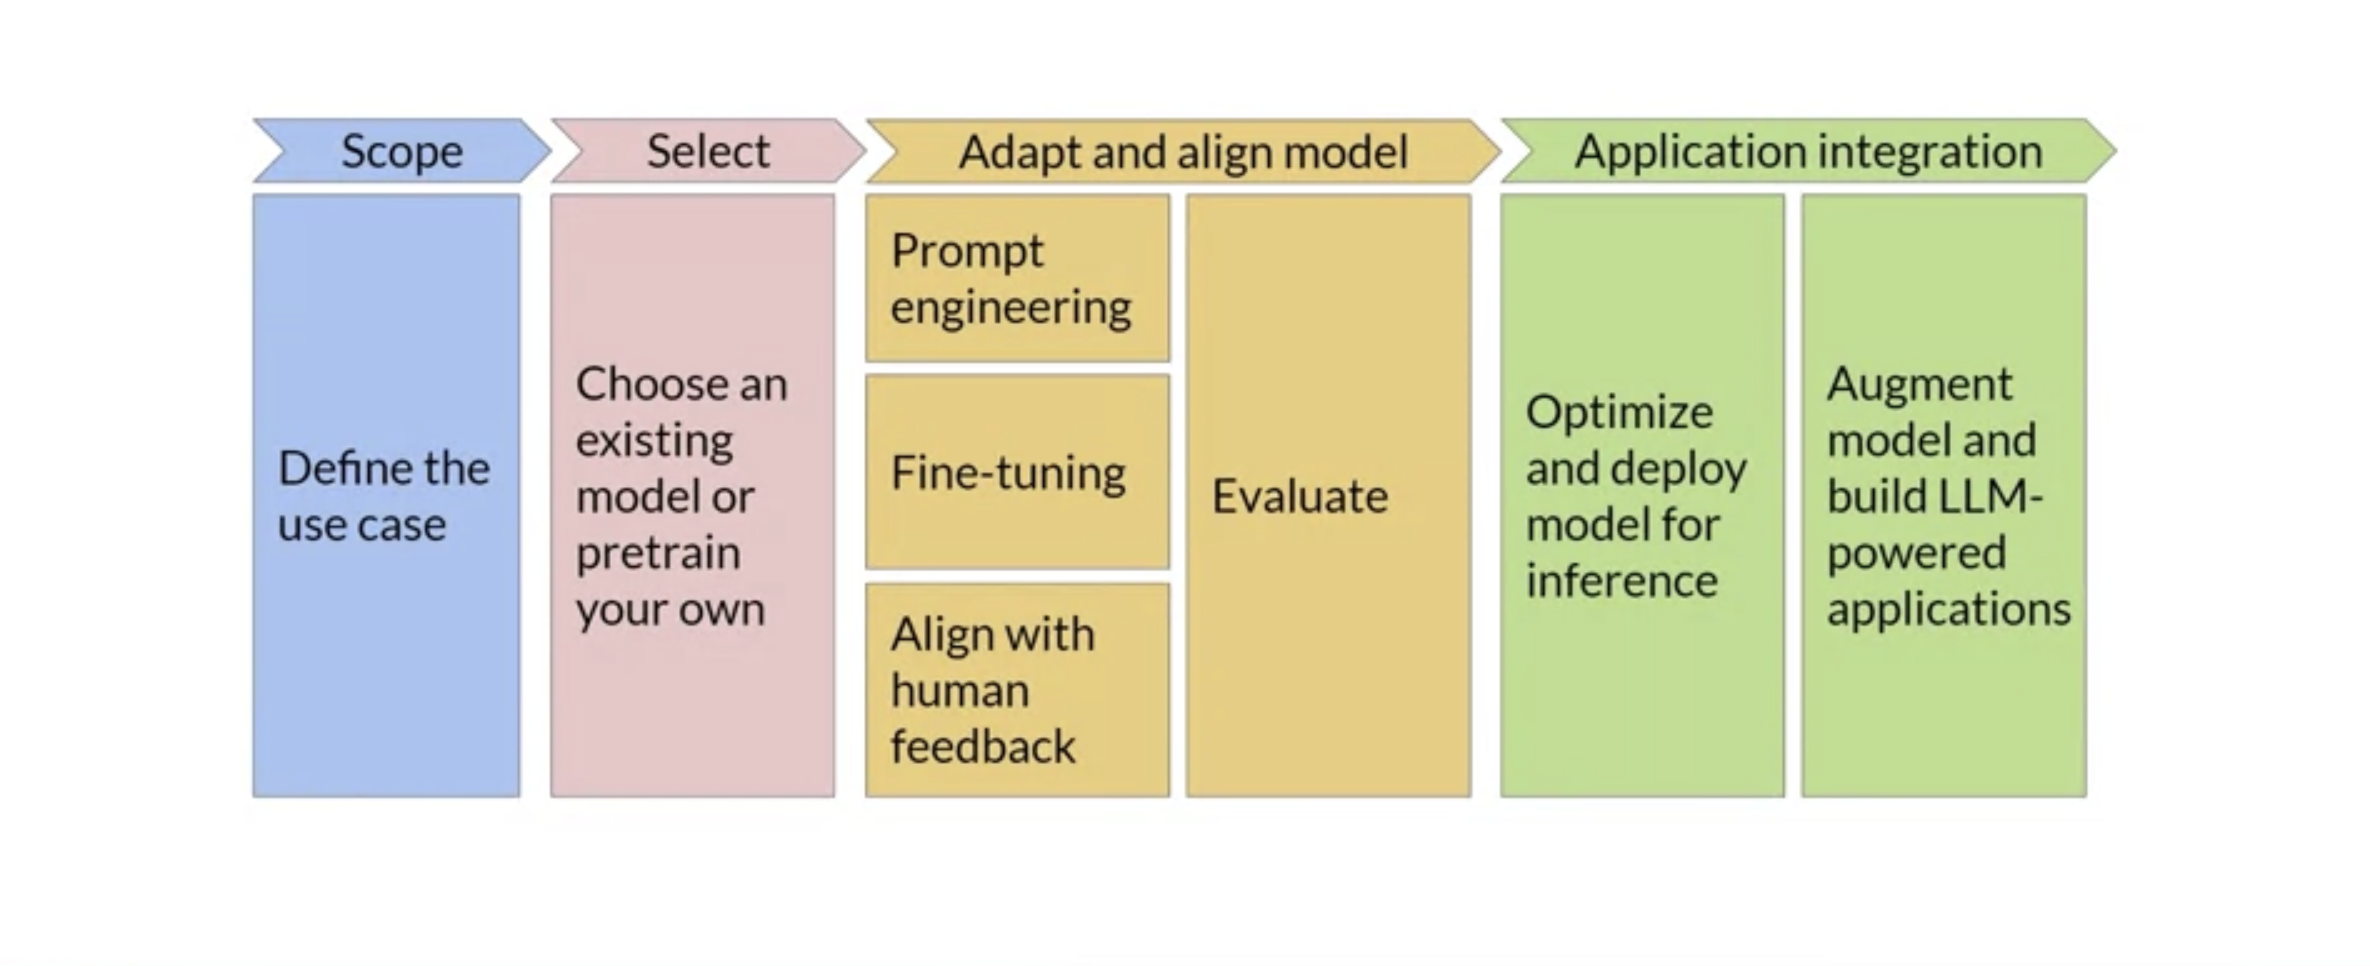 Scope
Select
Adapt and align model
Application integration
Define the
use case
Choose an
existing
model or
pretrain
your own
Prompt
engineering
Fine-tuning
Align with
human
feedback
Evaluate
Optimize
and deploy
model for
inference
Augment
model and
build LLM-
powered
applications